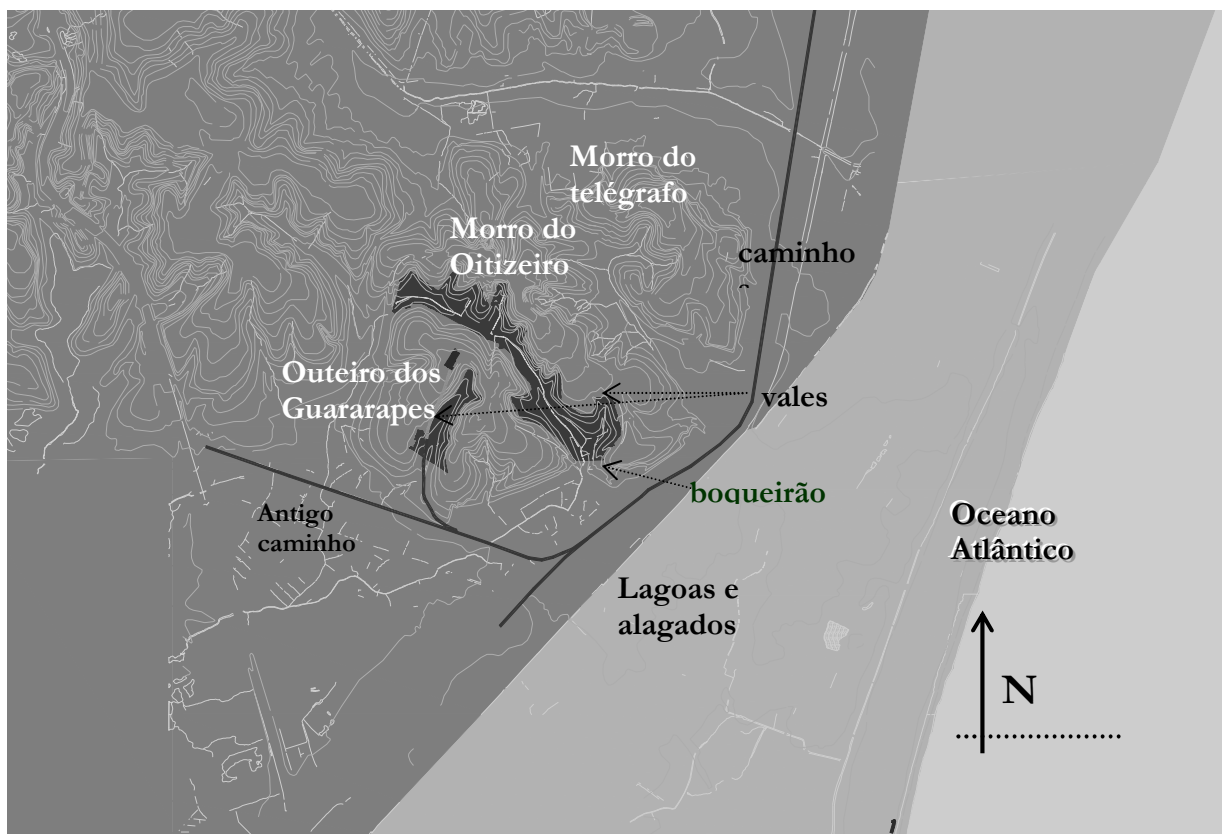 Morro do
telégrafo
Morro do
Oitizeiro
caminho
Outeiro dos
Guararapes
vales
boqueirão
Antigo
caminho
Oceano
Atlântico
Lagoas e
alagados
N